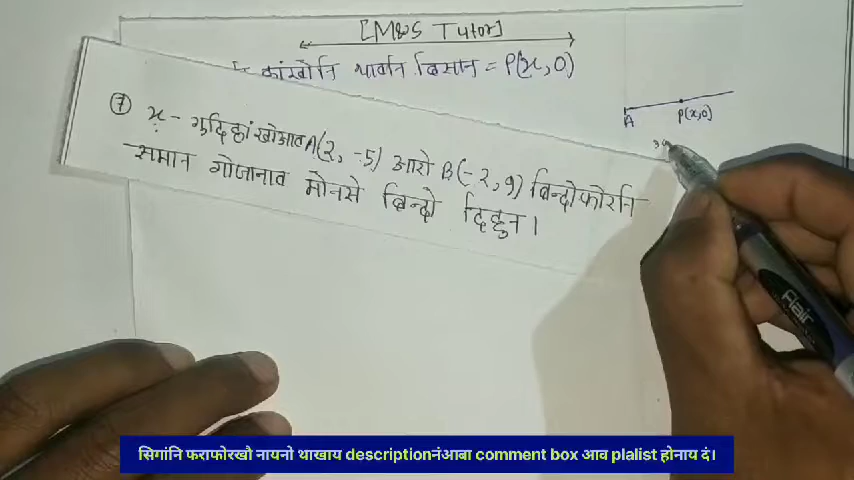 [M&S Tutor]
थावनि बिसान = P(x, 0)
⑦ x - गुदि हांखोआव A(2, -5) आरो B(-2, 9) बिन्दोफोरनि
समान गोजानाव मोनसे बिन्दो दिहुन।
A
P(x,0)
सिगांनि फराफोरखौ नायनो थाखाय descriptionनंआबा comment box आव plalist होनाय दं।
Flair